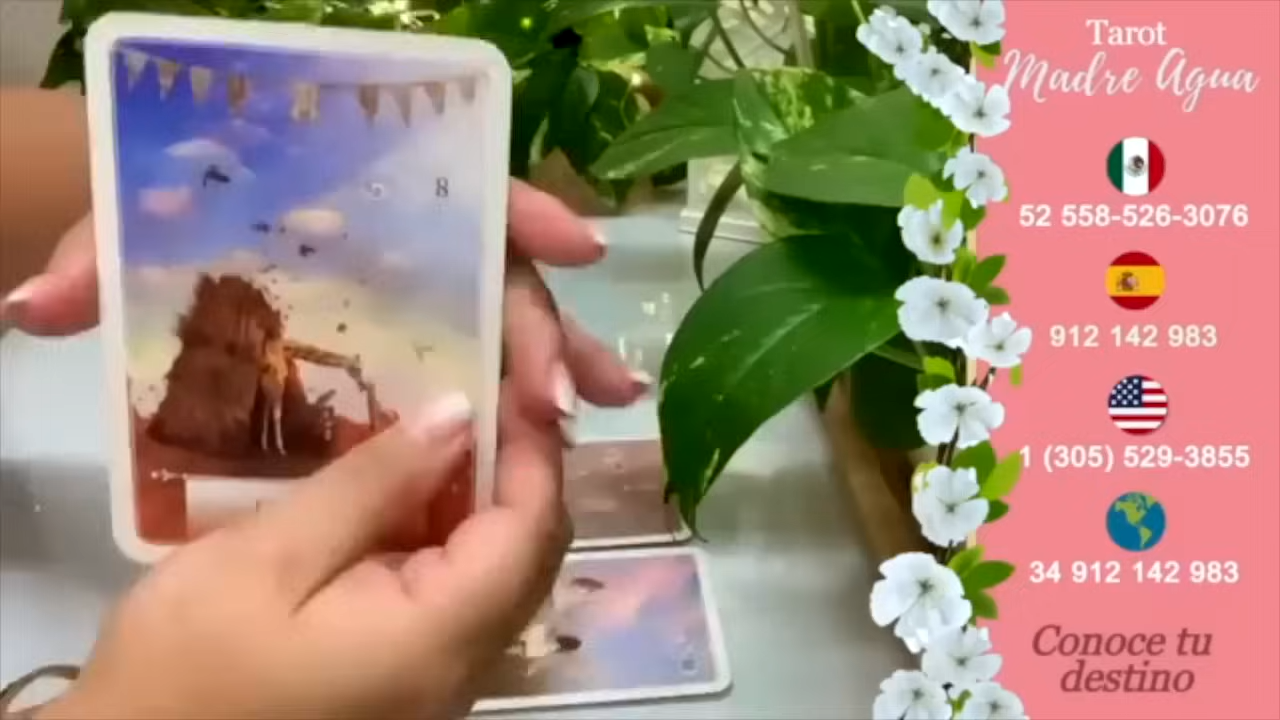 8
Tarot
Madre Agua
52 558-526-3076
912 142 983
1 (305) 529-3855
34 912 142 983
Conoce tu
destino